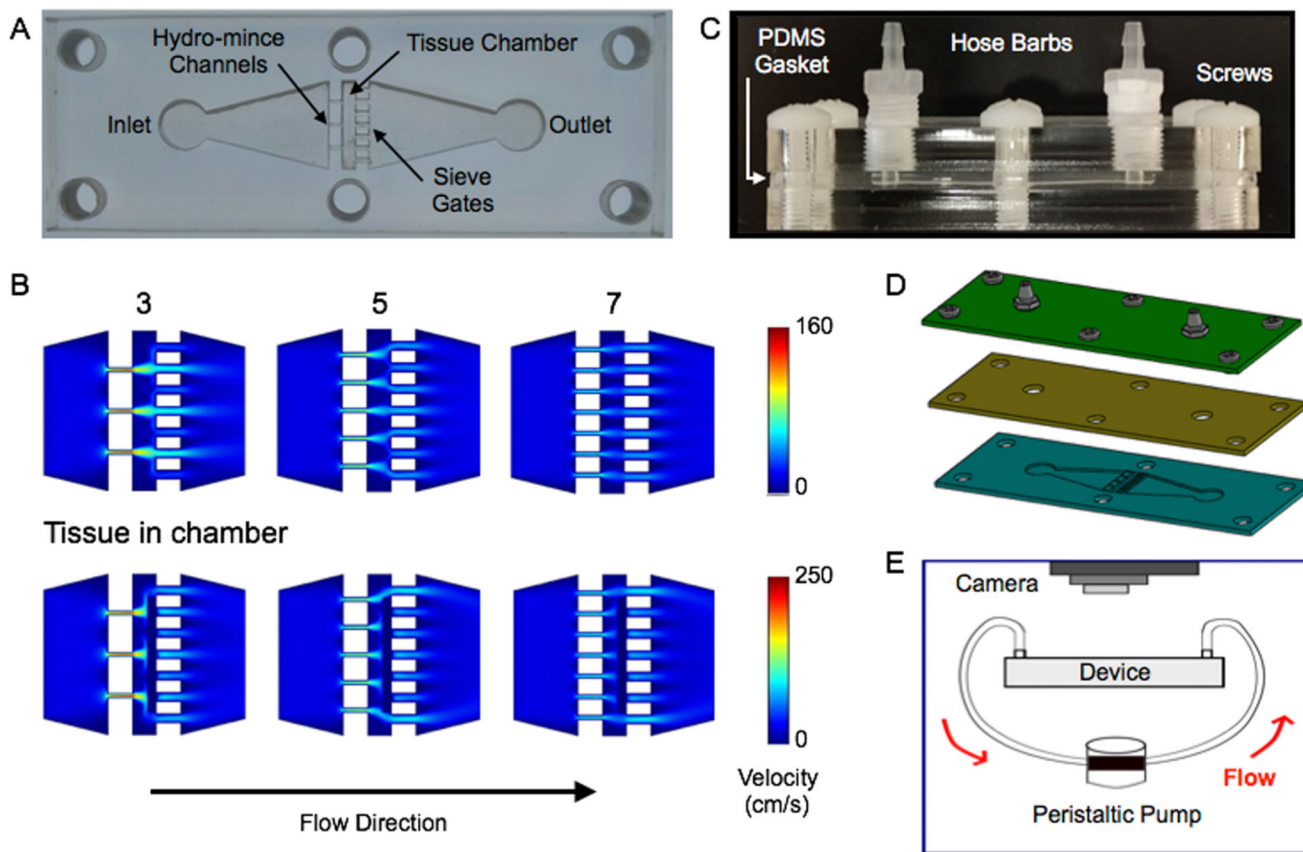 A
Hydro-mince
Channels
Tissue Chamber
Inlet
Outlet
Sieve
Gates
C
PDMS
Gasket
Hose Barbs
Screws
B
3
5
7
160
0
Tissue in chamber
250
0
Velocity
(cm/s)
Flow Direction
D
E
Camera
Device
Flow
Peristaltic Pump